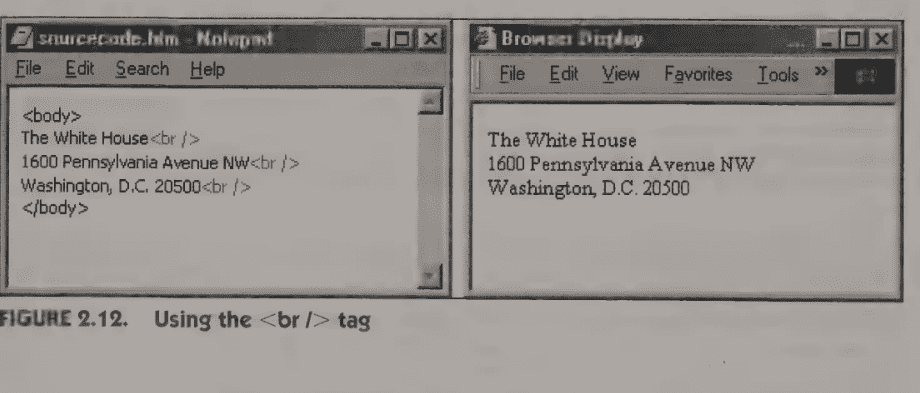 sourcecode.htm - Notepad
File Edit Search Help
<body>
The White House<br />
1600 Pennsylvania Avenue NW<br />
Washington, D.C. 20500<br />
</body>
Browser Display
File Edit View Favorites Tools »
The White House
1600 Pennsylvania Avenue NW
Washington, D.C. 20500
FIGURE 2.12. Using the <br /> tag